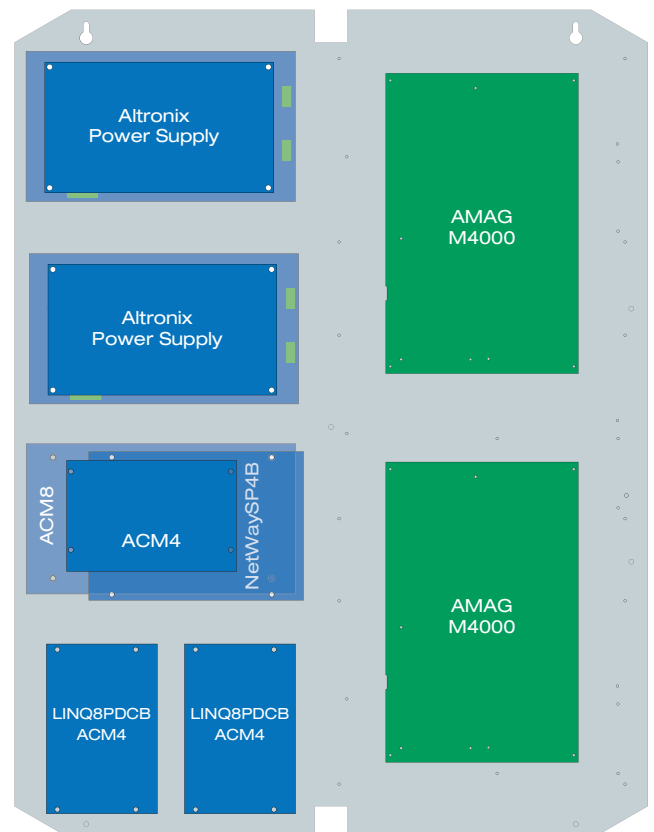 Altronix
Power Supply
AMAG
M4000
Altronix
Power Supply
ACM8
ACM4
NetWaySP4B
AMAG
M4000
LINQ8PDCB
ACM4
LINQ8PDCB
ACM4